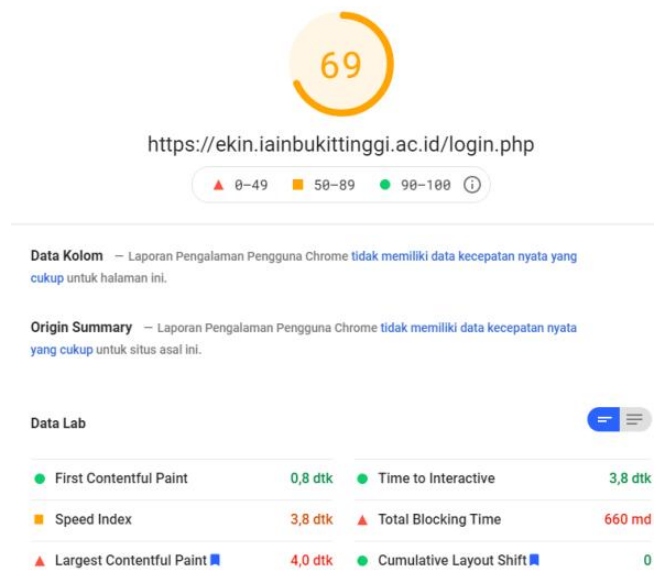 69
https://ekin.iainbukittinggi.ac.id/login.php
0–49 50–89 90–100
Data Kolom — Laporan Pengalaman Pengguna Chrome tidak memiliki data kecepatan nyata yang
cukup untuk halaman ini.
Origin Summary — Laporan Pengalaman Pengguna Chrome tidak memiliki data kecepatan nyata
yang cukup untuk situs asal ini.
Data Lab
First Contentful Paint 0,8 dtk Time to Interactive 3,8 dtk
Speed Index 3,8 dtk Total Blocking Time 660 md
Largest Contentful Paint 4,0 dtk Cumulative Layout Shift 0